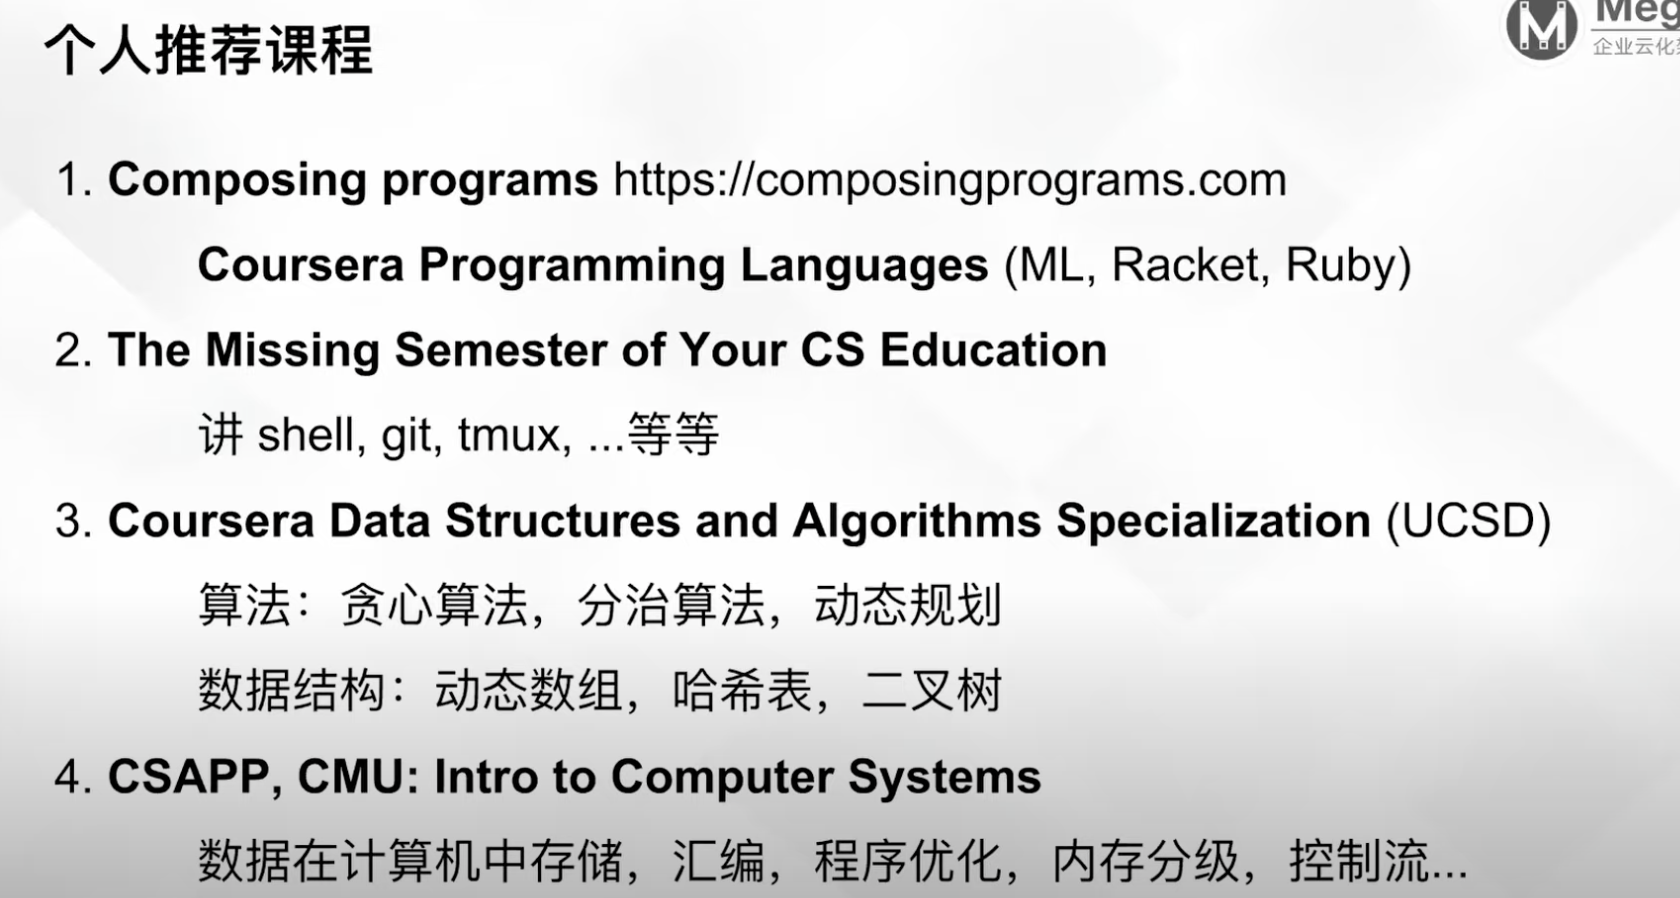 个人推荐课程
企业云化
1. Composing programs https://composingprograms.com
Coursera Programming Languages (ML, Racket, Ruby)
2. The Missing Semester of Your CS Education
讲 shell, git, tmux, ...等等
3. Coursera Data Structures and Algorithms Specialization (UCSD)
算法：贪心算法，分治算法，动态规划
数据结构：动态数组，哈希表，二叉树
4. CSAPP, CMU: Intro to Computer Systems
数据在计算机中存储，汇编，程序优化，内存分级，控制流...